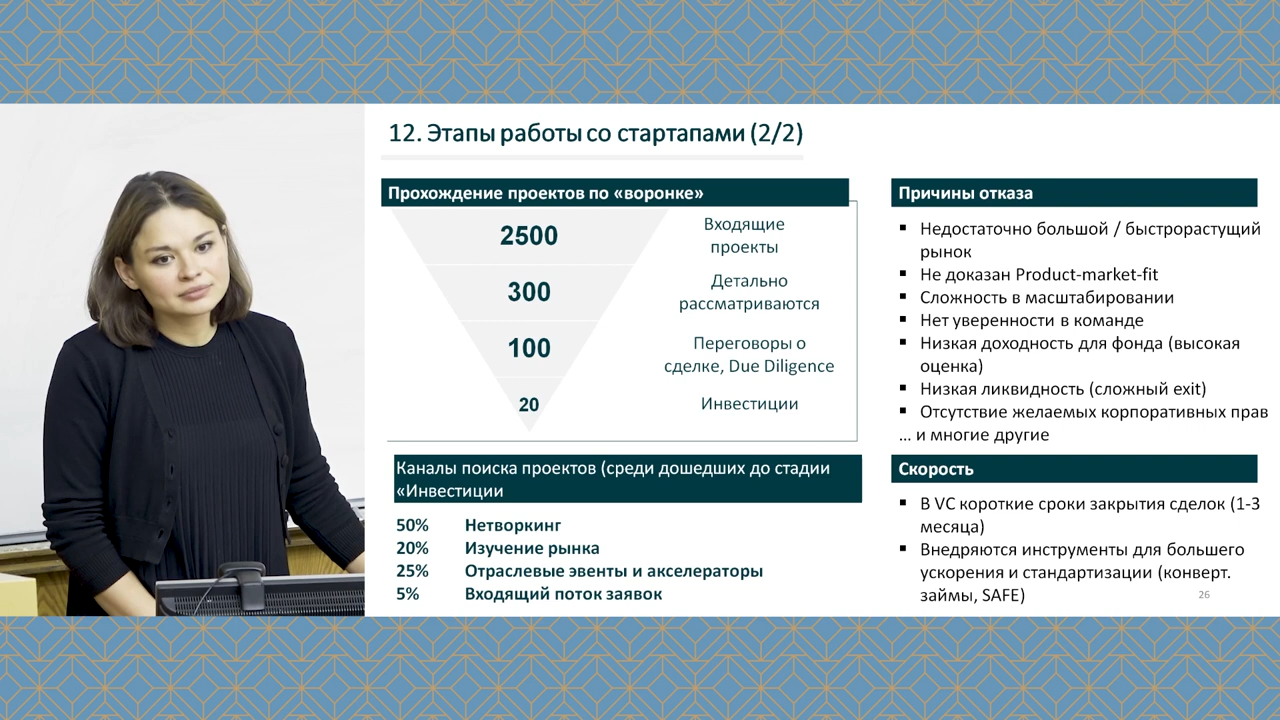 12. Этапы работы со стартапами (2/2)
Прохождение проектов по «воронке»
2500
Входящие
проекты
300
Детально
рассматриваются
100
Переговоры о
сделке, Due Diligence
20
Инвестиции
Каналы поиска проектов (среди дошедших до стадии
«Инвестиции
50% Нетворкинг
20% Изучение рынка
25% Отраслевые эвенты и акселераторы
5% Входящий поток заявок
Причины отказа
▪ Недостаточно большой / быстрорастущий
рынок
▪ Не доказан Product-market-fit
▪ Сложность в масштабировании
▪ Нет уверенности в команде
▪ Низкая доходность для фонда (высокая
оценка)
▪ Низкая ликвидность (сложный exit)
▪ Отсутствие желаемых корпоративных прав
... и многие другие
Скорость
▪ В VC короткие сроки закрытия сделок (1-3
месяца)
▪ Внедряются инструменты для большего
ускорения и стандартизации (конверт.
займы, SAFE)
26